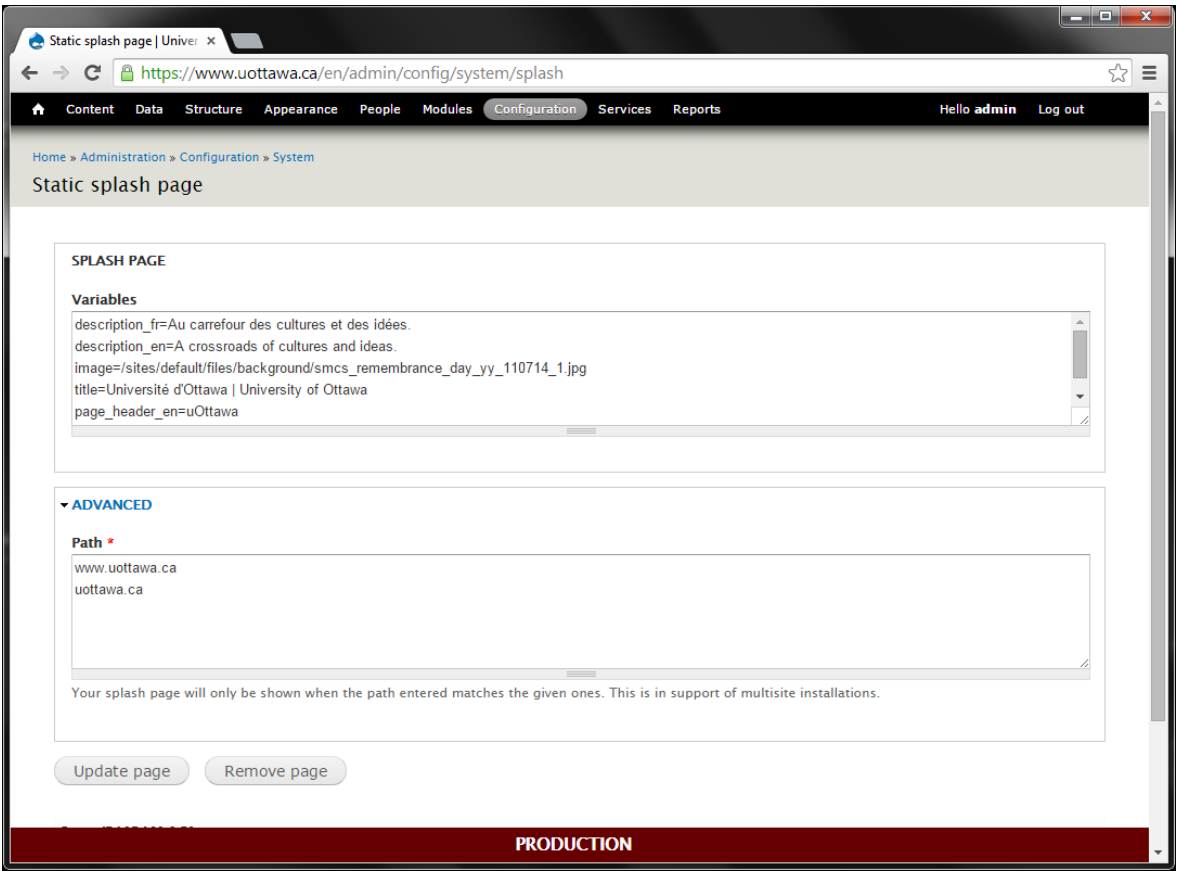 Static splash page | Univer
https://www.uottawa.ca/en/admin/config/system/splash
Content Data Structure Appearance People Modules Configuration Services Reports Hello admin Log out
Home » Administration » Configuration » System
Static splash page
SPLASH PAGE
Variables
description_fr=Au carrefour des cultures et des idées.
description_en=A crossroads of cultures and ideas.
image=/sites/default/files/background/smcs_remembrance_day_yy_110714_1.jpg
title=Université d'Ottawa | University of Ottawa
page_header_en=uOttawa
ADVANCED
Path *
www.uottawa.ca
uottawa.ca
Your splash page will only be shown when the path entered matches the given ones. This is in support of multisite installations.
Update page Remove page
PRODUCTION